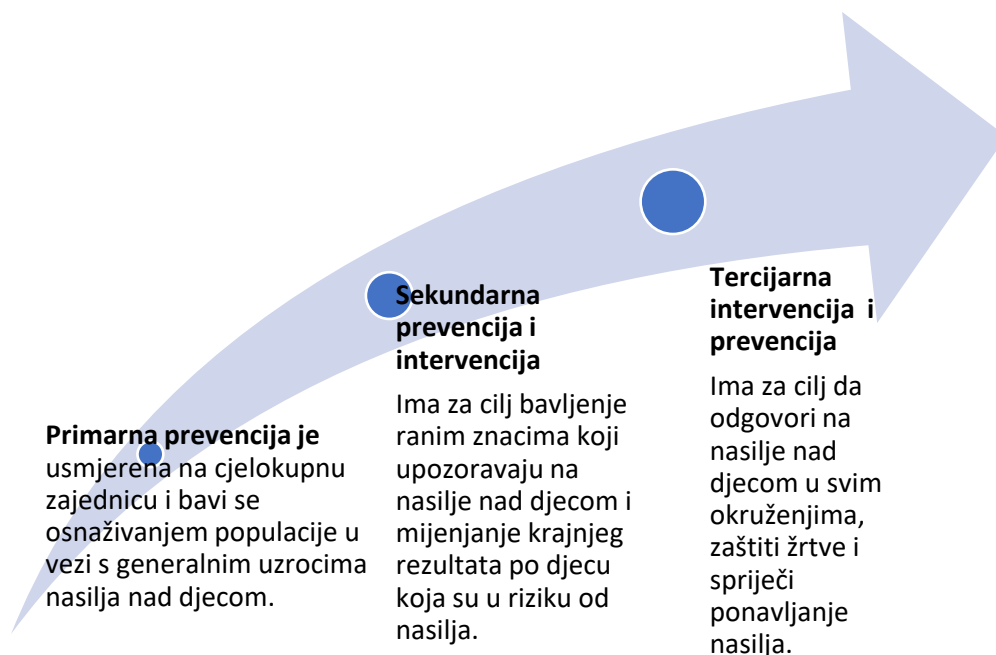 Primarna prevencija je
usmjerena na cjelokupnu
zajednicu i bavi se
osnaživanjem populacije u
vezi s generalnim uzrocima
nasilja nad djecom.
Sekundarna
prevencija i
intervencija
Ima za cilj bavljenje
ranim znacima koji
upozoravaju na
nasilje nad djecom i
mijenjanje krajnjeg
rezultata po djecu
koja su u riziku od
nasilja.
Tercijarna
intervencija i
prevencija
Ima za cilj da
odgovori na
nasilje nad
djecom u svim
okruženjima,
zaštiti žrtve i
spriječi
ponavljanje
nasilja.